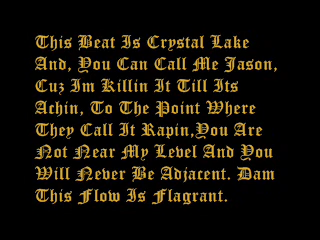 This Beat Is Crystal Lake
And, You Can Call Me Jason,
Cuz Im Killin It Till Its
Achin, To The Point Where
They Call It Rapin,You Are
Not Near My Level And You
Will Never Be Adjacent. Dam
This Flow Is Flagrant.